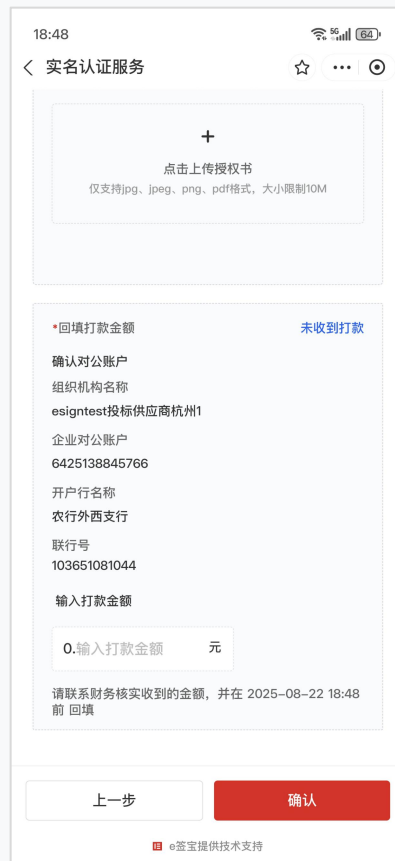 18:48
5G
64
实名认证服务
+
点击上传授权书
仅支持jpg、jpeg、png、pdf格式，大小限制10M
*回填打款金额
未收到打款
确认对公账户
组织机构名称
esigntest投标供应商杭州1
企业对公账户
6425138845766
开户行名称
农行外西支行
联行号
103651081044
输入打款金额
0.输入打款金额 元
请联系财务核实收到的金额，并在 2025-08-22 18:48
前 回填
上一步
确认
e签宝提供技术支持